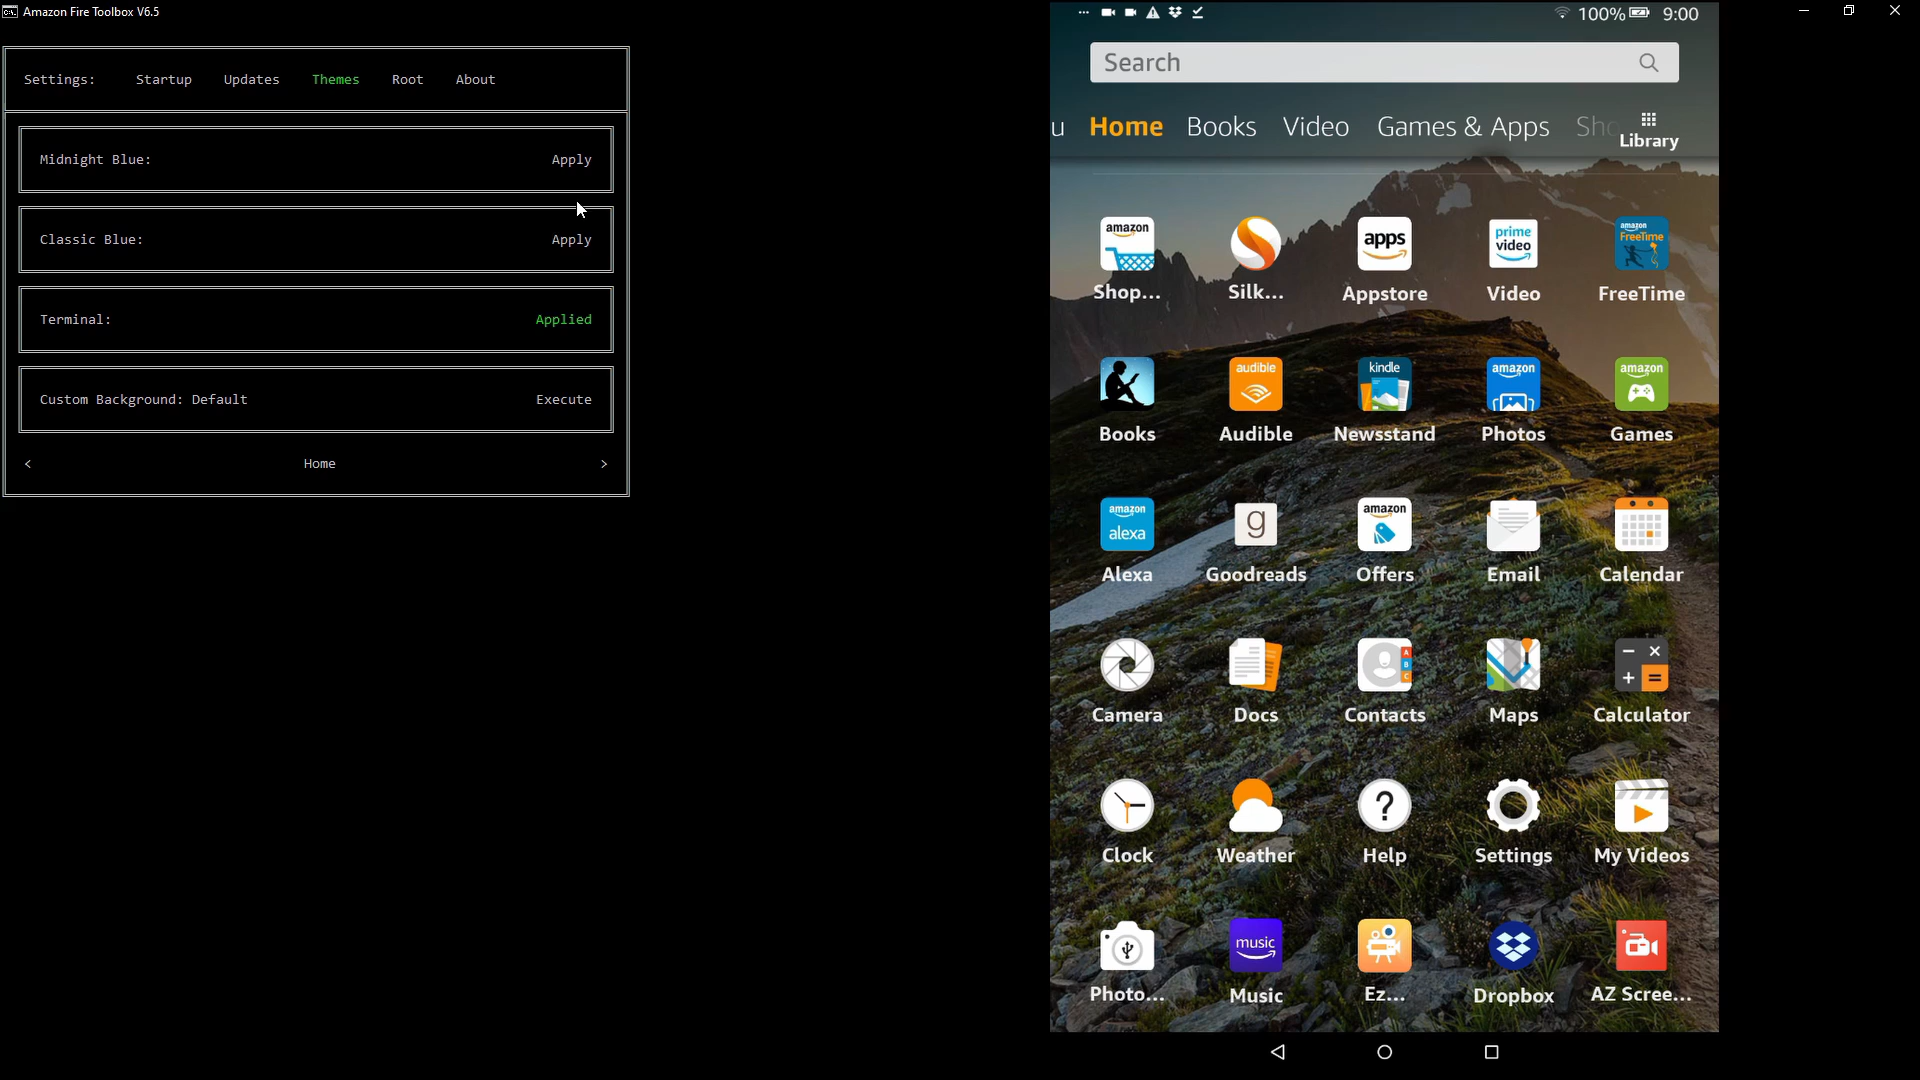 Amazon Fire Toolbox V6.5
Settings: Startup Updates Themes Root About
Midnight Blue: Apply
Classic Blue: Apply
Terminal: Applied
Custom Background: Default Execute
< Home >
100% 9:00
Search
u Home Books Video Games & Apps Sho
Library
amazon
apps
prime video
amazon FreeTime
Shop... Silk... Appstore Video FreeTime
audible
kindle
amazon
amazon
Books Audible Newsstand Photos Games
amazon alexa
g
amazon
Alexa Goodreads Offers Email Calendar
A
B
C
Camera Docs Contacts Maps Calculator
Clock Weather Help Settings My Videos
music
Photo... Music Ez... Dropbox AZ Scree...